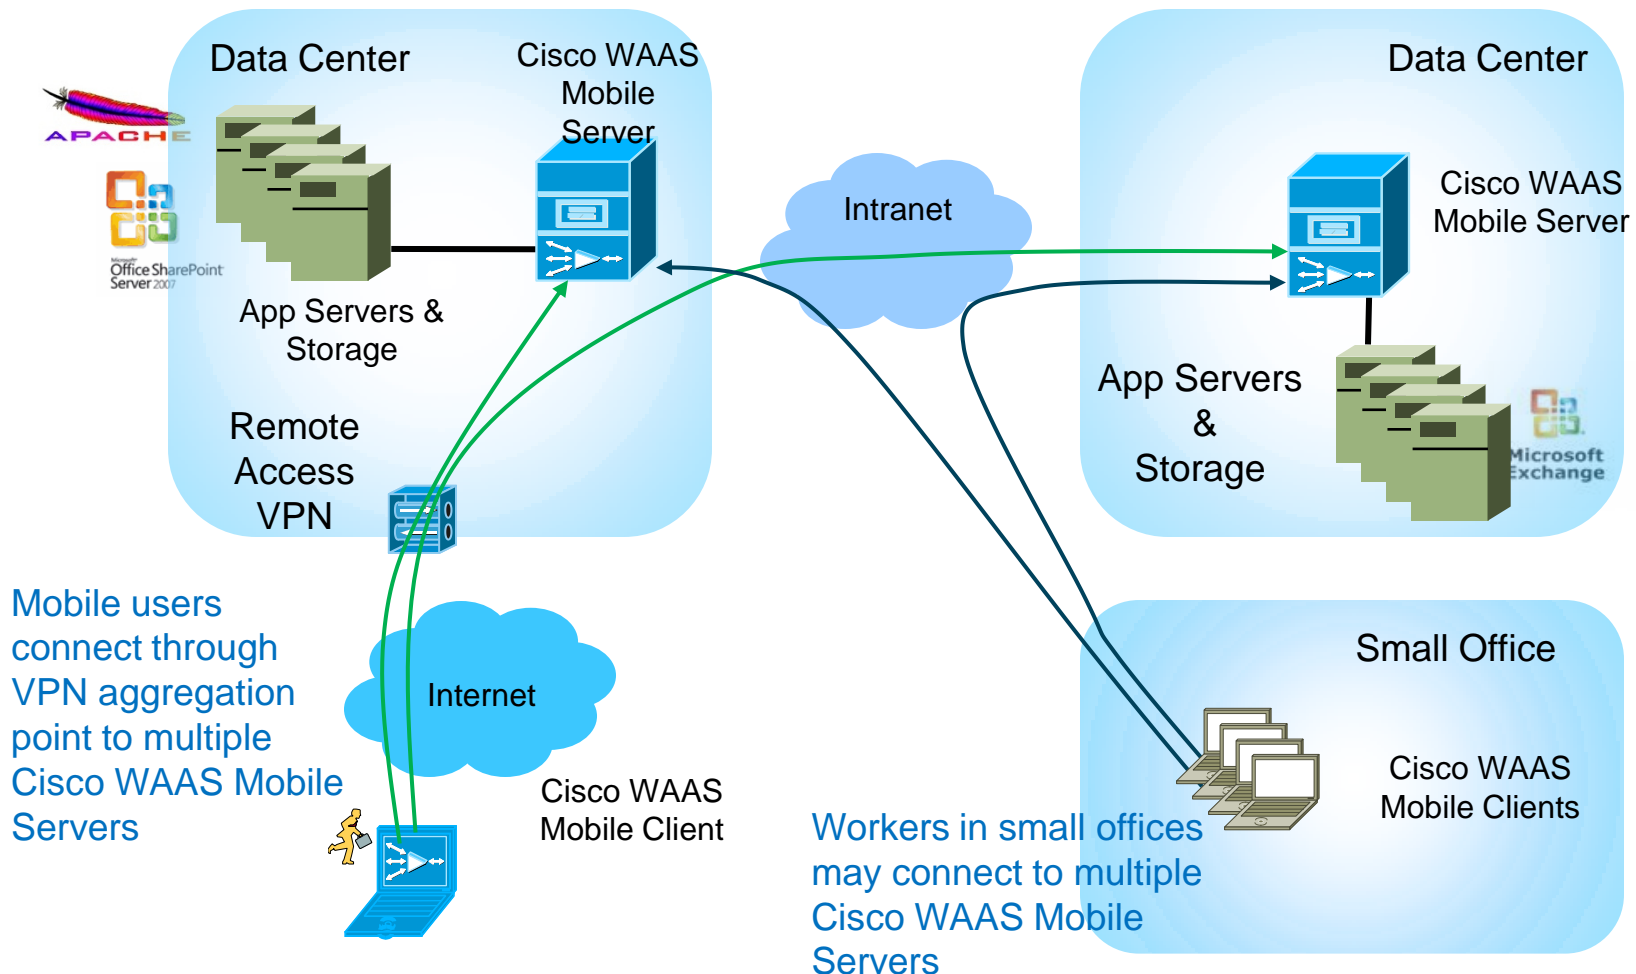 Data Center
Cisco WAAS
Mobile
Server
APACHE
Microsoft
Office SharePoint
Server 2007
App Servers &
Storage
Remote
Access
VPN
Intranet
Data Center
Cisco WAAS
Mobile Server
App Servers
&
Storage
Microsoft
Exchange
Mobile users
connect through
VPN aggregation
point to multiple
Cisco WAAS Mobile
Servers
Internet
Cisco WAAS
Mobile Client
Small Office
Cisco WAAS
Mobile Clients
Workers in small offices
may connect to multiple
Cisco WAAS Mobile
Servers